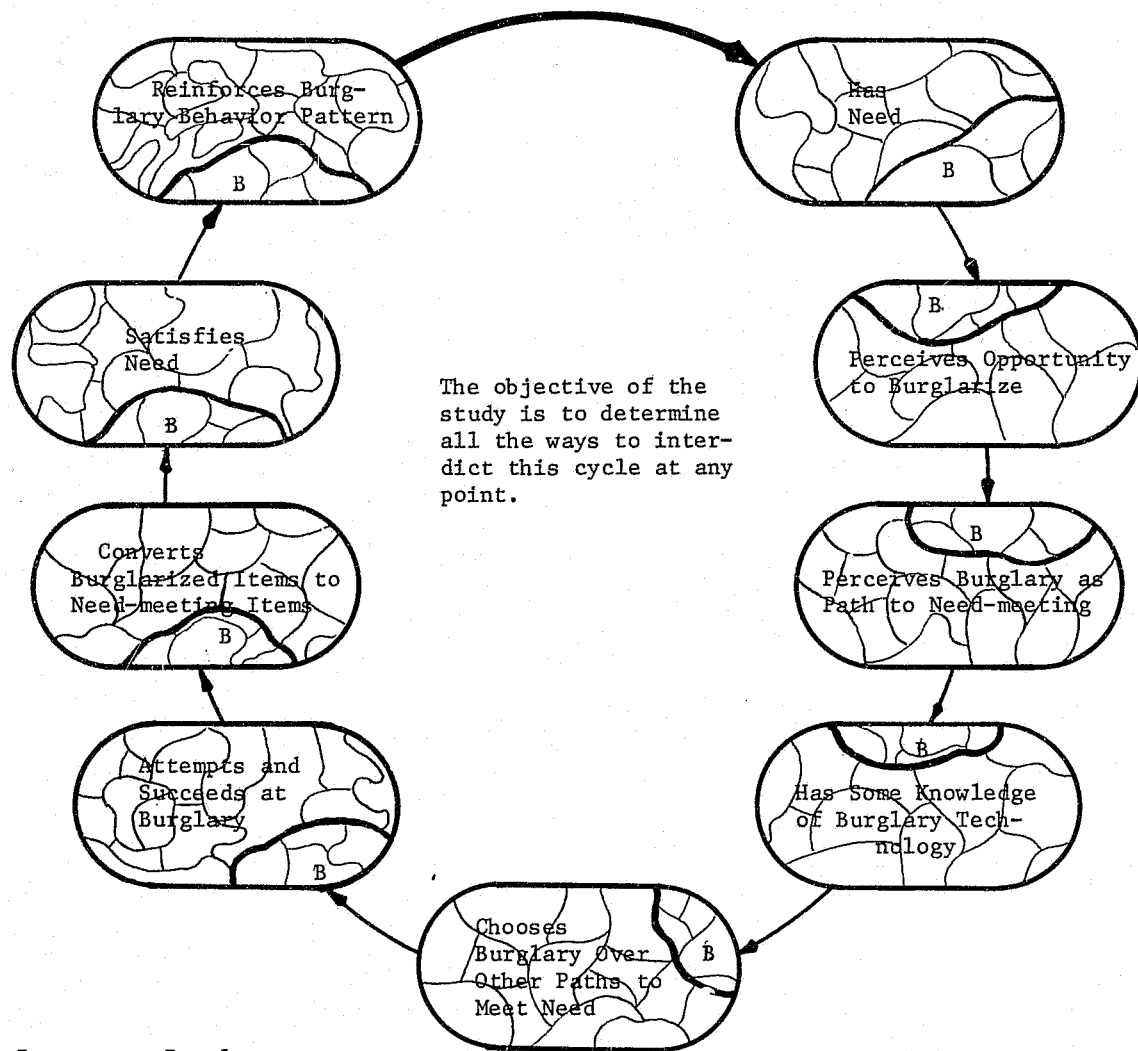 Reinforces Burg-
lary Behavior Pattern
B
Has
Need
B
B
Perceives Opportunity
to Burglarize
B
Perceives Burglary as
Path to Need-meeting
B
Has Some Knowledge
of Burglary Tech-
nology
Chooses
Burglary Over
Other Paths to
Meet Need
B
Attempts and
Succeeds at
Burglary
B
Converts
Burglarized Items to
Need-meeting Items
B
Satisfies
Need
B
The objective of the
study is to determine
all the ways to inter-
dict this cycle at any
point.